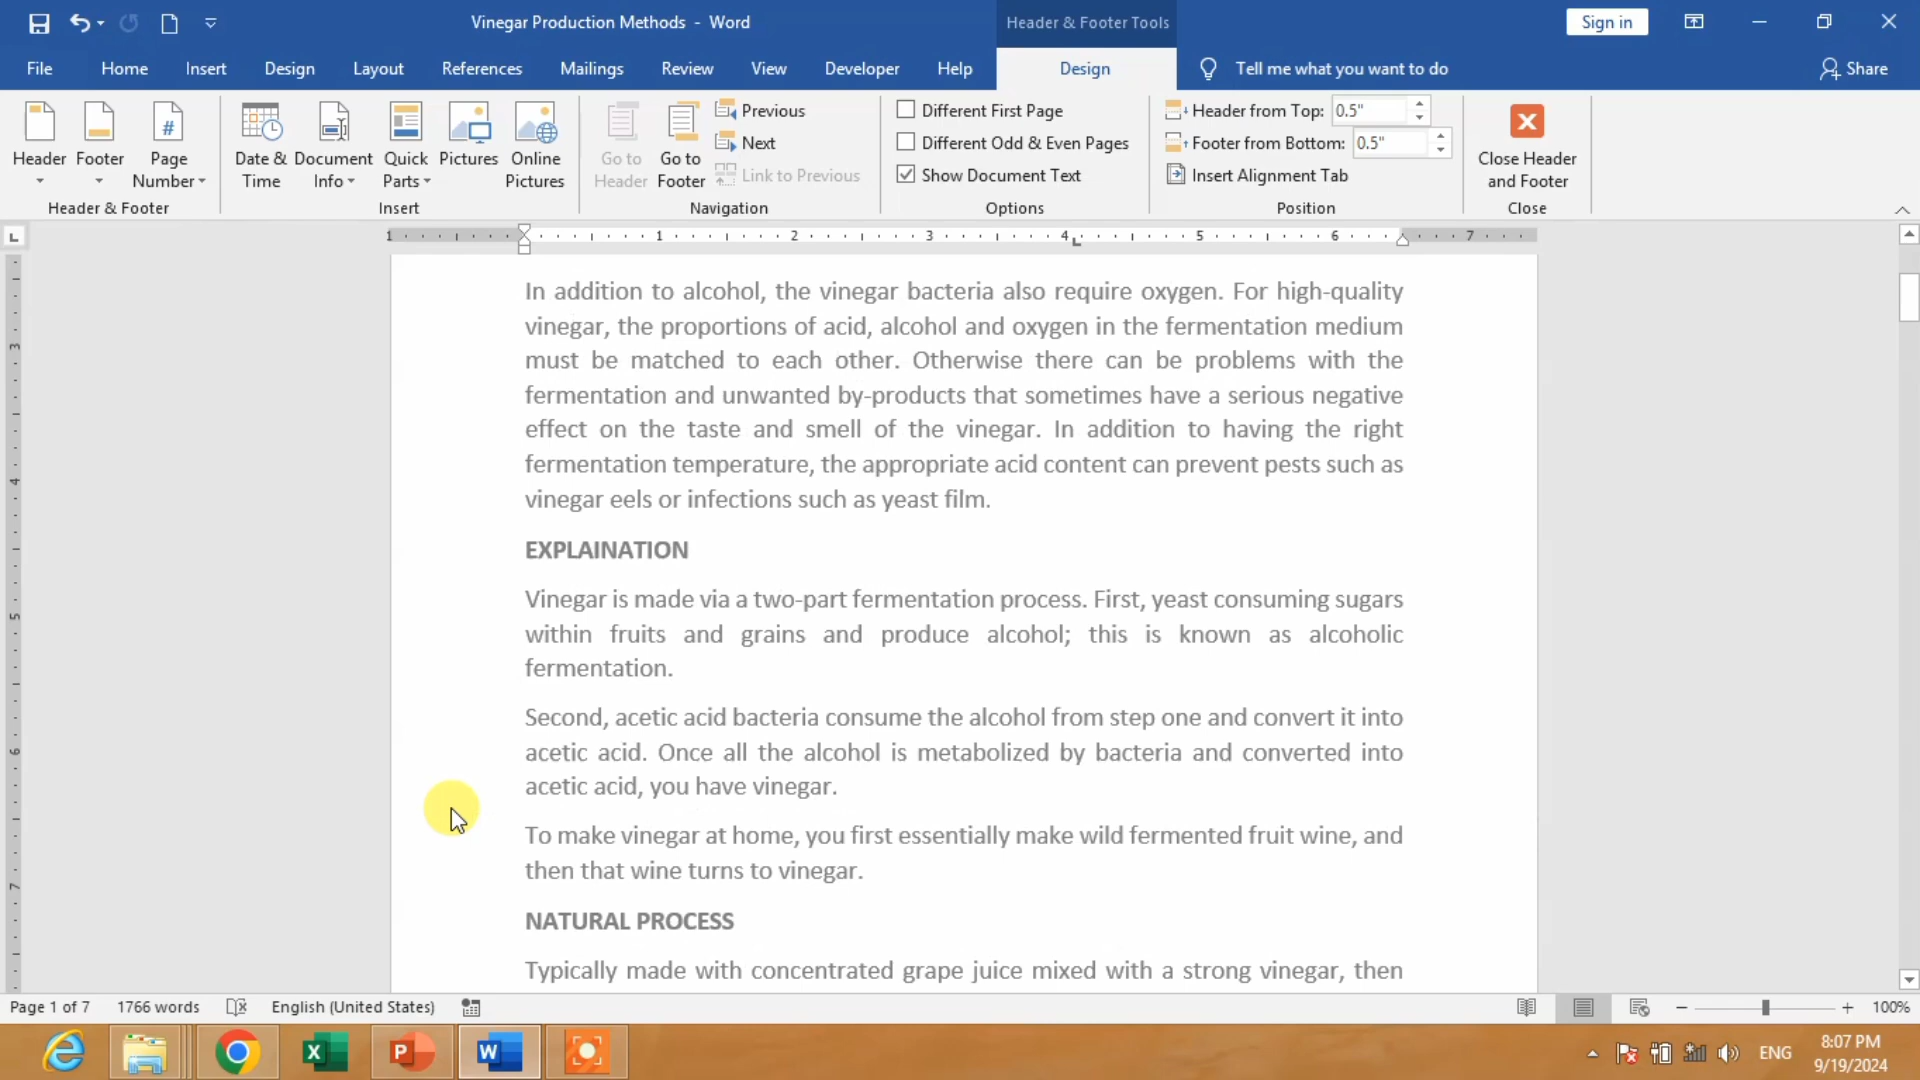 Vinegar Production Methods - Word
Header & Footer Tools
Sign in
File Home Insert Design Layout References Mailings Review View Developer Help Design Tell me what you want to do Share
Header Footer Page Number
Header & Footer
Date & Time Document Info Quick Parts Pictures Online Pictures
Insert
Go to Header Go to Footer Previous Next Link to Previous
Navigation
Different First Page
Different Odd & Even Pages
Show Document Text
Options
Header from Top: 0.5"
Footer from Bottom: 0.5"
Insert Alignment Tab
Position
Close Header and Footer
Close
1 1 2 3 4 5 6 7
3
4
5
6
7
In addition to alcohol, the vinegar bacteria also require oxygen. For high-quality
vinegar, the proportions of acid, alcohol and oxygen in the fermentation medium
must be matched to each other. Otherwise there can be problems with the
fermentation and unwanted by-products that sometimes have a serious negative
effect on the taste and smell of the vinegar. In addition to having the right
fermentation temperature, the appropriate acid content can prevent pests such as
vinegar eels or infections such as yeast film.
EXPLAINATION
Vinegar is made via a two-part fermentation process. First, yeast consuming sugars
within fruits and grains and produce alcohol; this is known as alcoholic
fermentation.
Second, acetic acid bacteria consume the alcohol from step one and convert it into
acetic acid. Once all the alcohol is metabolized by bacteria and converted into
acetic acid, you have vinegar.
To make vinegar at home, you first essentially make wild fermented fruit wine, and
then that wine turns to vinegar.
NATURAL PROCESS
Typically made with concentrated grape juice mixed with a strong vinegar, then
Page 1 of 7 1766 words English (United States) 100%
ENG
8:07 PM
9/19/2024